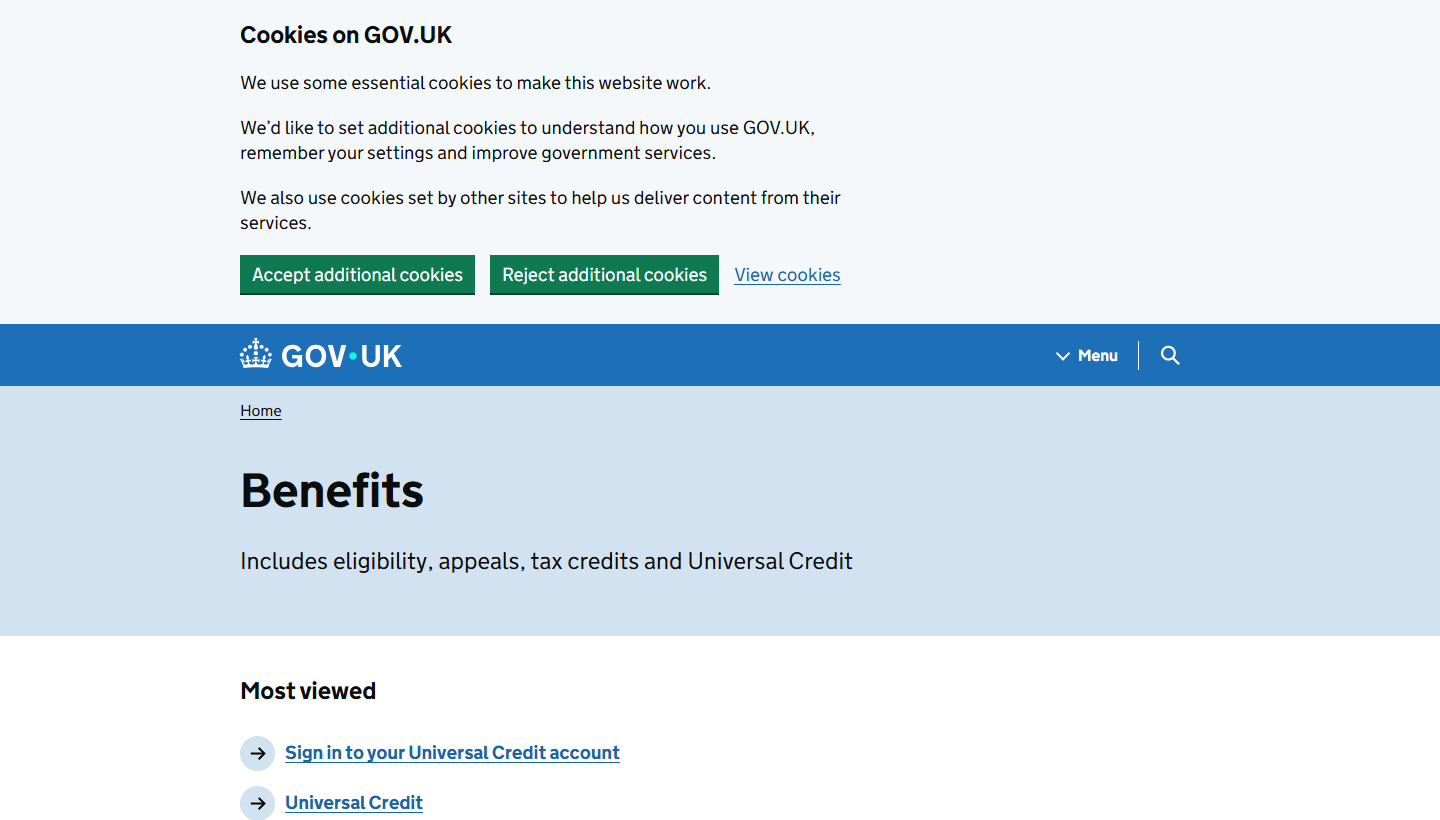 Cookies on GOV.UK
We use some essential cookies to make this website work.
We’d like to set additional cookies to understand how you use GOV.UK,
remember your settings and improve government services.
We also use cookies set by other sites to help us deliver content from their
services.
Accept additional cookies Reject additional cookies View cookies
GOV•UK Menu
Home
Benefits
Includes eligibility, appeals, tax credits and Universal Credit
Most viewed
Sign in to your Universal Credit account
Universal Credit